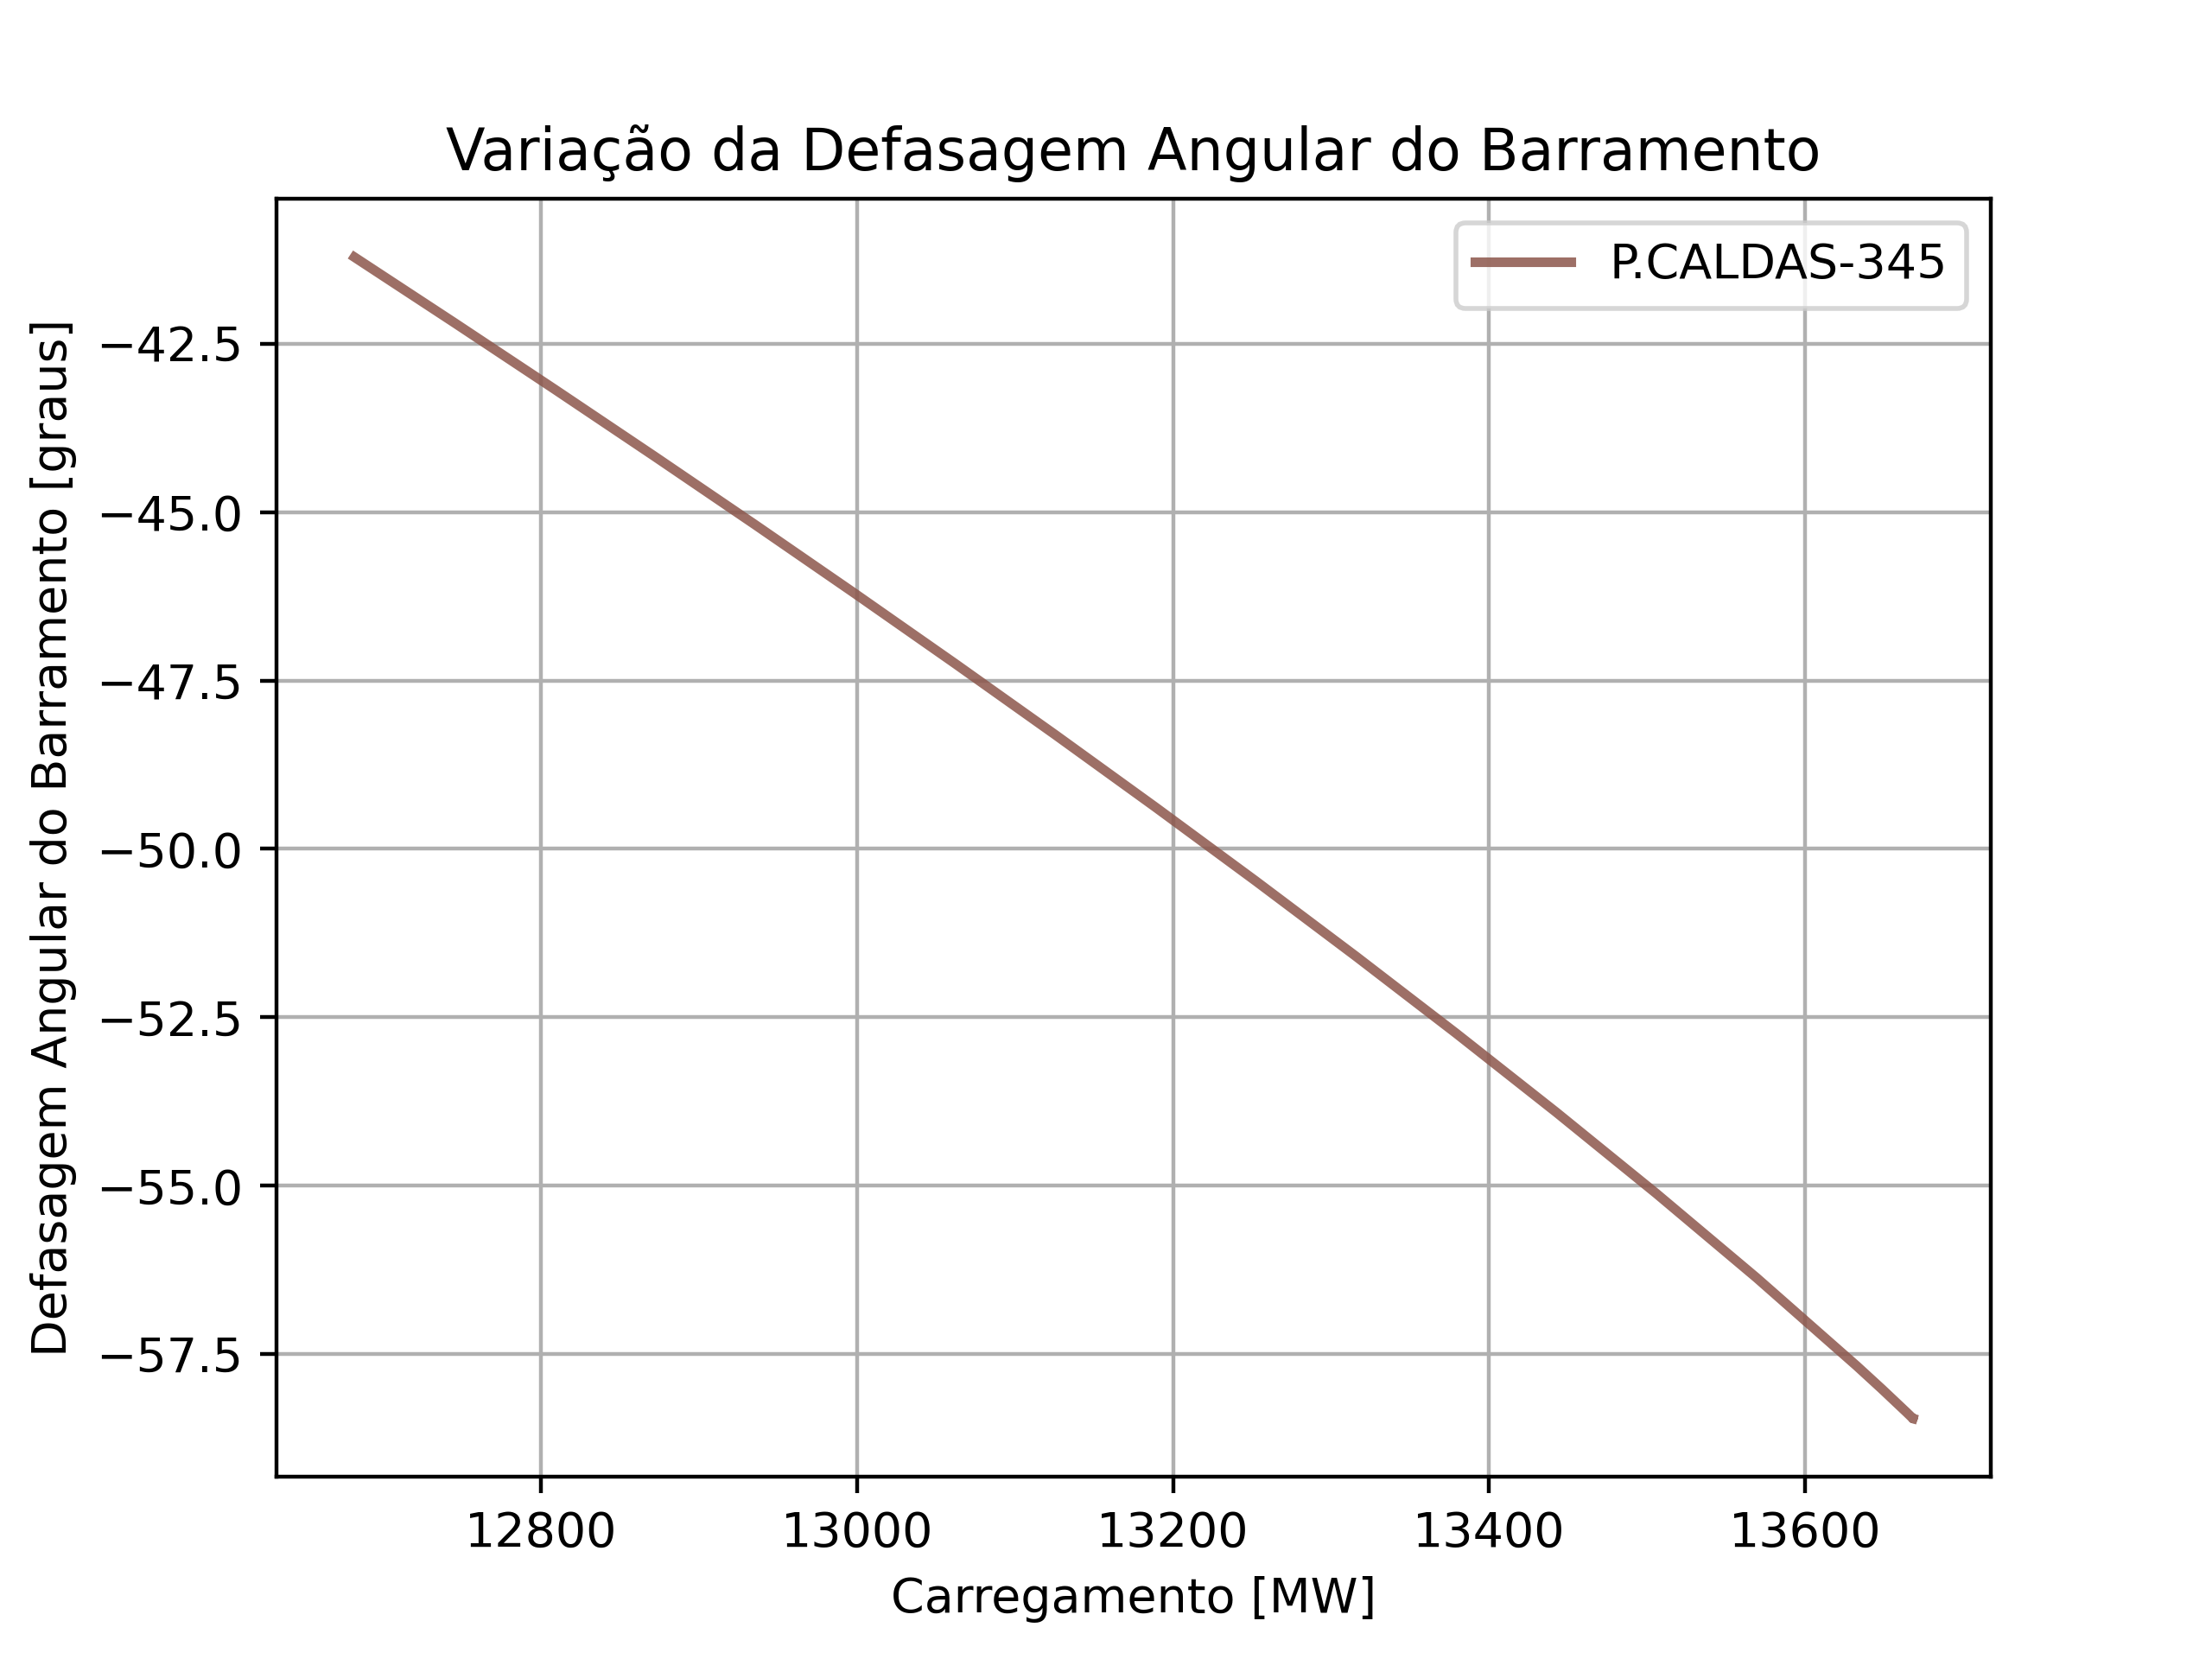 Variação da Defasagem Angular do Barramento
P.CALDAS-345
Defasagem Angular do Barramento [graus]
−42.5
−45.0
−47.5
−50.0
−52.5
−55.0
−57.5
12800 13000 13200 13400 13600
Carregamento [MW]